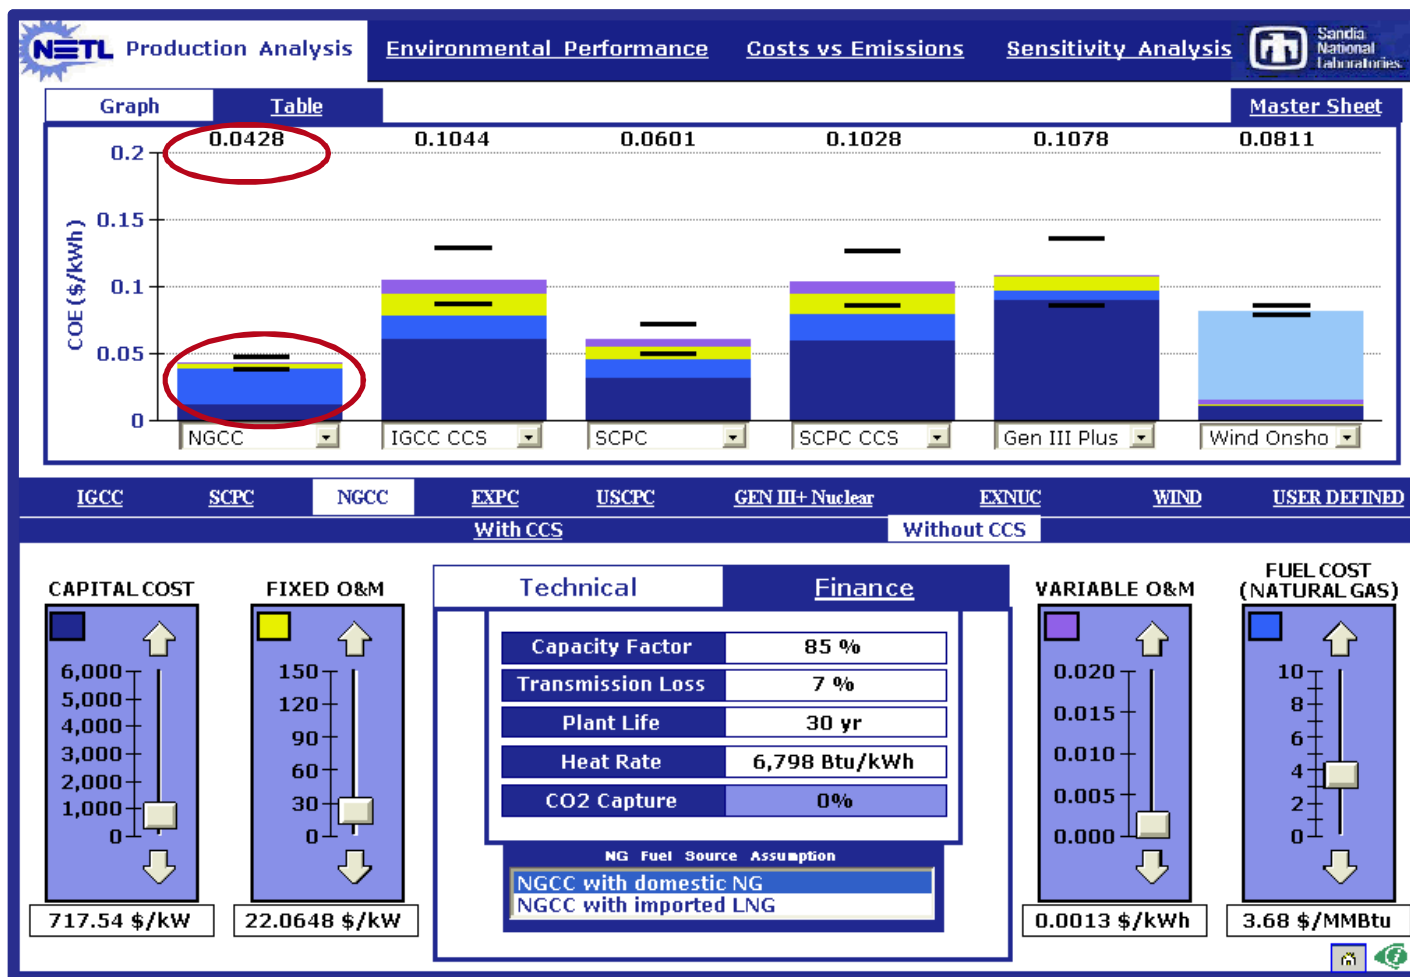 NETL Production Analysis Environmental Performance Costs vs Emissions Sensitivity Analysis Sandia National Laboratories
Graph Table Master Sheet
0.0428 0.1044 0.0601 0.1028 0.1078 0.0811
COE ($/kWh)
0.2
0.15
0.1
0.05
0
NGCC IGCC CCS SCPC SCPC CCS Gen III Plus Wind Onsho
IGCC SCPC NGCC EXPC USCPC GEN III+ Nuclear EXNUC WIND USER DEFINED
With CCS Without CCS
CAPITAL COST
6,000
5,000
4,000
3,000
2,000
1,000
0
717.54 $/kW
FIXED O&M
150
120
90
60
30
0
22.0648 $/kW
Technical Finance
Capacity Factor 85 %
Transmission Loss 7 %
Plant Life 30 yr
Heat Rate 6,798 Btu/kWh
CO2 Capture 0%
NG Fuel Source Assumption
NGCC with domestic NG
NGCC with imported LNG
VARIABLE O&M
0.020
0.015
0.010
0.005
0.000
0.0013 $/kWh
FUEL COST
(NATURAL GAS)
10
8
6
4
2
0
3.68 $/MMBtu